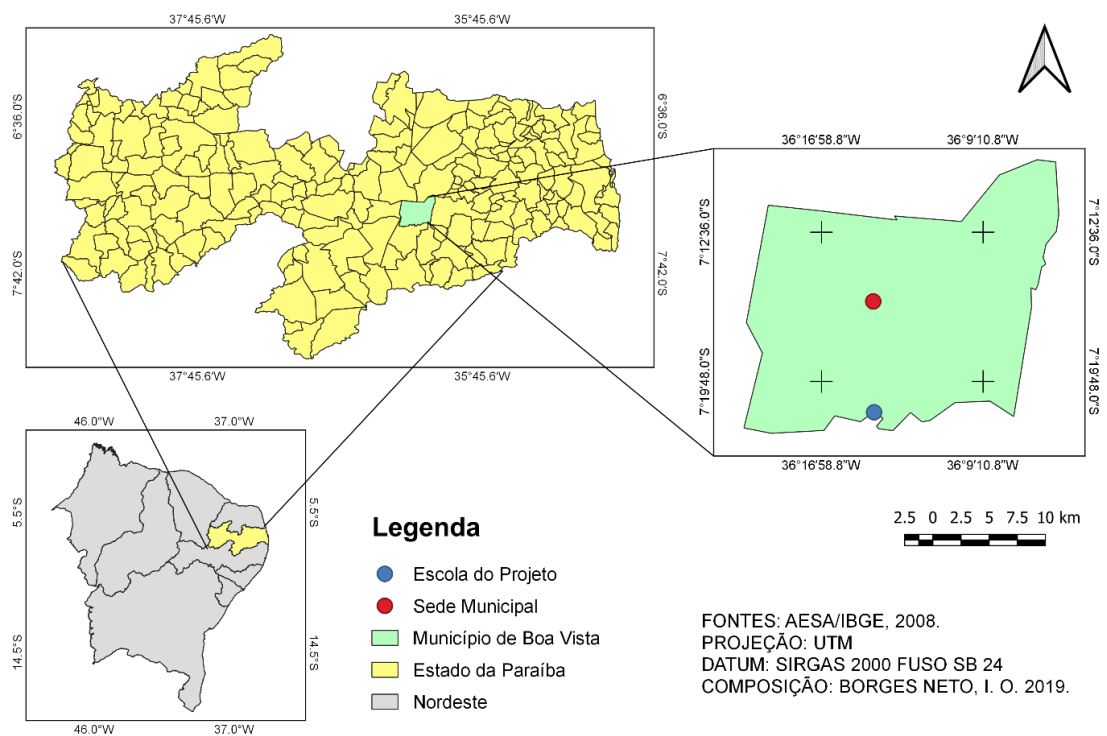 37°45.6'W 35°45.6'W
6°36.0'S 6°36.0'S
7°42.0'S 7°42.0'S
37°45.6'W 35°45.6'W
36°16'58.8"W 36°9'10.8"W
7°12'36.0"S 7°12'36.0"S
7°19'48.0"S 7°19'48.0"S
36°16'58.8"W 36°9'10.8"W
46.0°W 37.0°W
5.5°S 5.5°S
14.5°S 14.5°S
46.0°W 37.0°W
Legenda
Escola do Projeto
Sede Municipal
Município de Boa Vista
Estado da Paraíba
Nordeste
2.5 0 2.5 5 7.5 10 km
FONTES: AESA/IBGE, 2008.
PROJEÇÃO: UTM
DATUM: SIRGAS 2000 FUSO SB 24
COMPOSIÇÃO: BORGES NETO, I. O. 2019.